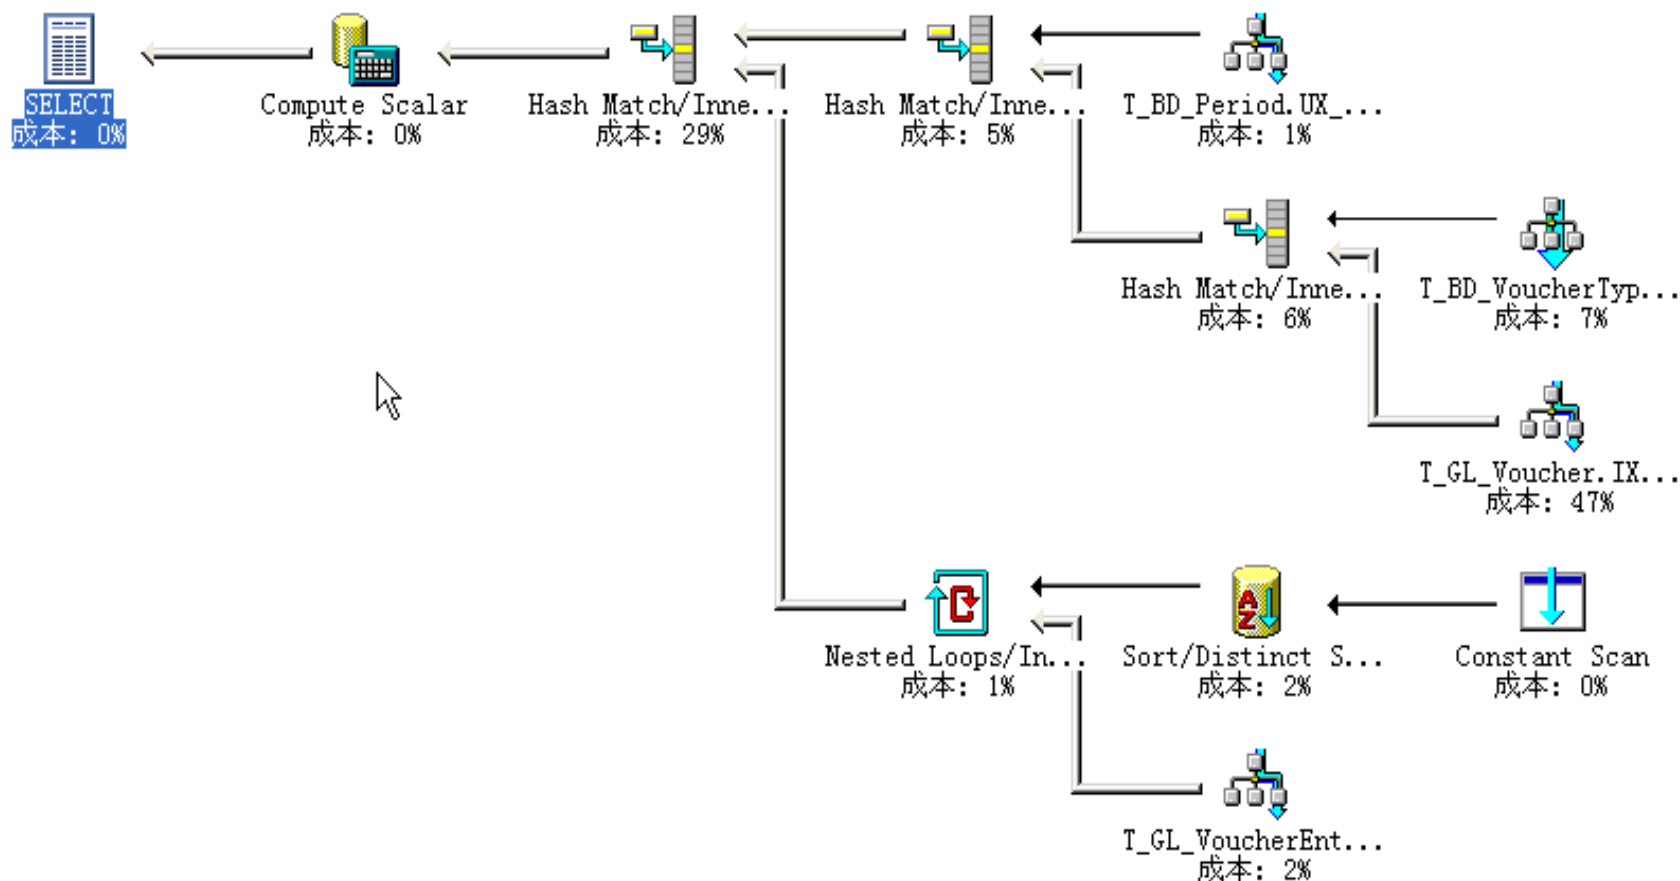 SELECT
成本: 0%
Compute Scalar
成本: 0%
Hash Match/Inne...
成本: 29%
Hash Match/Inne...
成本: 5%
T_BD_Period.UX_...
成本: 1%
Hash Match/Inne...
成本: 6%
T_BD_VoucherTyp...
成本: 7%
T_GL_Voucher.IX...
成本: 47%
Nested Loops/In...
成本: 1%
Sort/Distinct S...
成本: 2%
Constant Scan
成本: 0%
T_GL_VoucherEnt...
成本: 2%